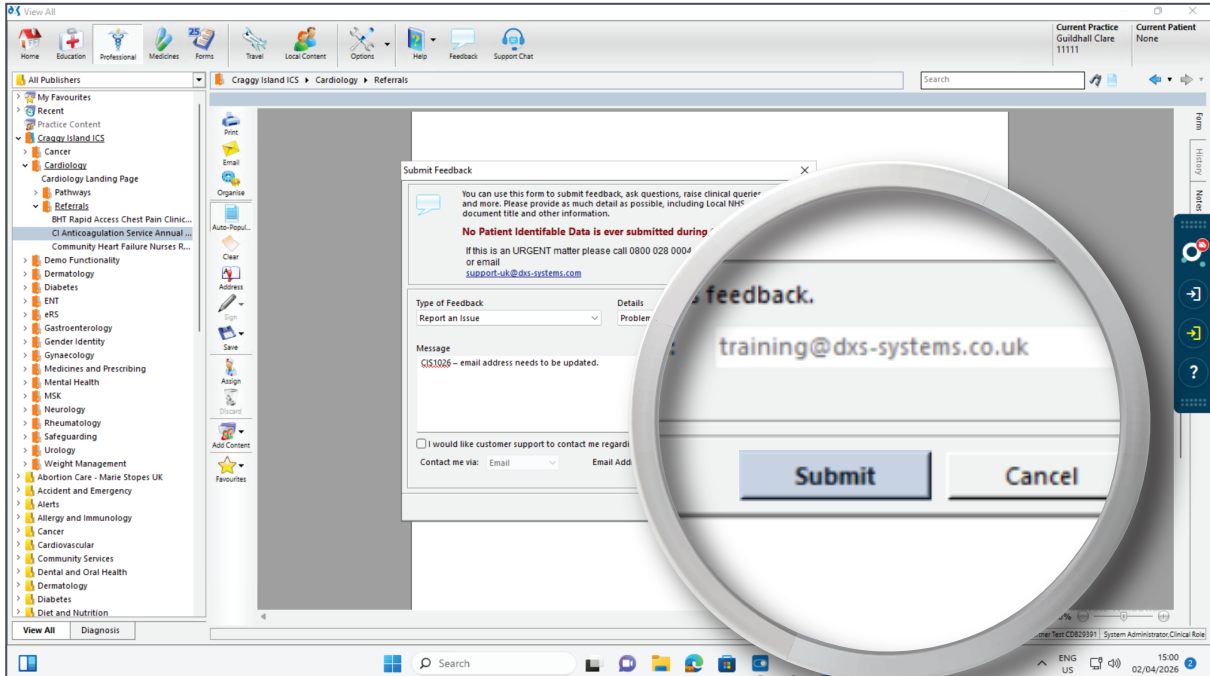 View All
Current Practice
Guildhall Clare
11111
Current Patient
None
Home
Education
Professional
Medicines
25
Forms
Travel
Local Content
Options
Help
Feedback
Support Chat
All Publishers
Craggy Island ICS Cardiology Referrals
Search
My Favourites
Recent
Practice Content
Craggy Island ICS
Cancer
Cardiology
Cardiology Landing Page
Pathways
Referrals
BHT Rapid Access Chest Pain Clinic...
CI Anticoagulation Service Annual ...
Community Heart Failure Nurses R...
Demo Functionality
Dermatology
Diabetes
ENT
eRS
Gastroenterology
Gender Identity
Gynaecology
Medicines and Prescribing
Mental Health
MSK
Neurology
Rheumatology
Safeguarding
Urology
Weight Management
Abortion Care - Marie Stopes UK
Accident and Emergency
Alerts
Allergy and Immunology
Cancer
Cardiovascular
Community Services
Dental and Oral Health
Dermatology
Diabetes
Diet and Nutrition
View All
Diagnosis
Print
Email
Organise
Auto-Popul...
Clear
Address
Sign
Save
Assign
Discard
Add Content
Favourites
Submit Feedback
You can use this form to submit feedback, ask questions, raise clinical queries
and more. Please provide as much detail as possible, including Local NHS
document title and other information.
No Patient Identifable Data is ever submitted during
If this is an URGENT matter please call 0800 028 0004
or email
support-uk@dxs-systems.com
Type of Feedback
Details
Report an Issue
Problem
Message
CIS1026 – email address needs to be updated.
I would like customer support to contact me regardi
Contact me via:
Email
Email Add
feedback.
training@dxs-systems.co.uk
Submit
Cancel
Form
History
Notes
?
Test CDB29391
System Administrator.Clinical Role
Search
ENG
US
15:00
02/04/2026
2